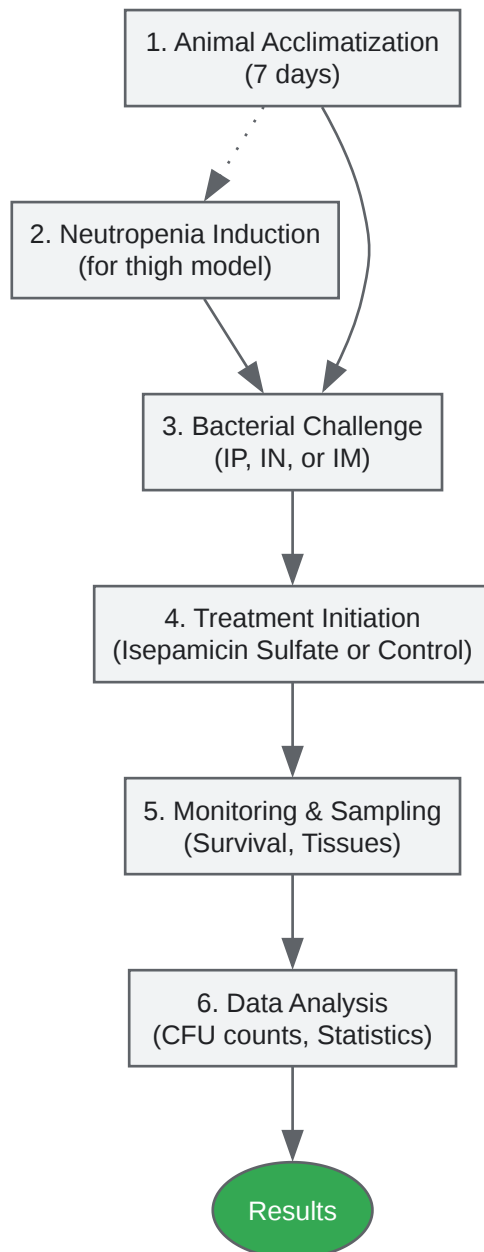 1. Animal Acclimatization
(7 days)
2. Neutropenia Induction
(for thigh model)
3. Bacterial Challenge
(IP, IN, or IM)
4. Treatment Initiation
(Isepamicin Sulfate or Control)
5. Monitoring & Sampling
(Survival, Tissues)
6. Data Analysis
(CFU counts, Statistics)
Results